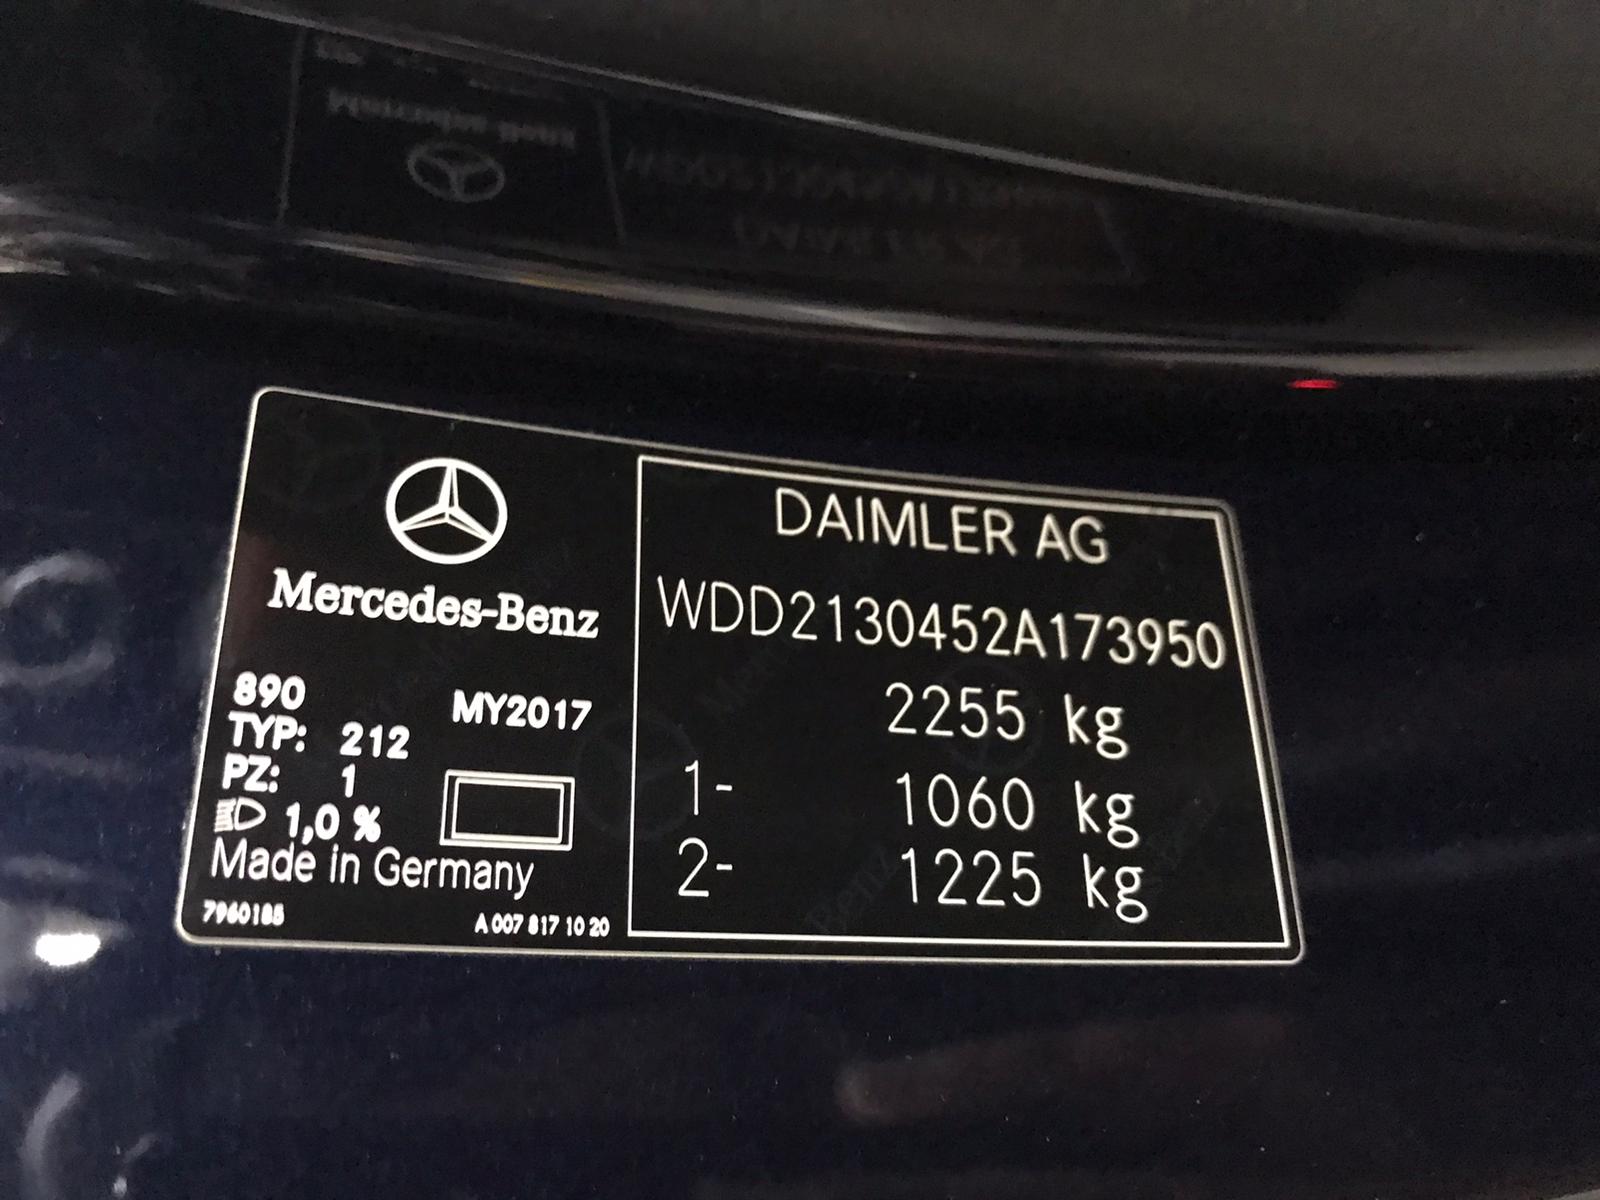 Mercedes-Benz
890 MY2017
TYP: 212
PZ: 1
1,0 %
Made in Germany
7960185 A 007 817 10 20
DAIMLER AG
WDD2130452A173950
2255 kg
1- 1060 kg
2- 1225 kg